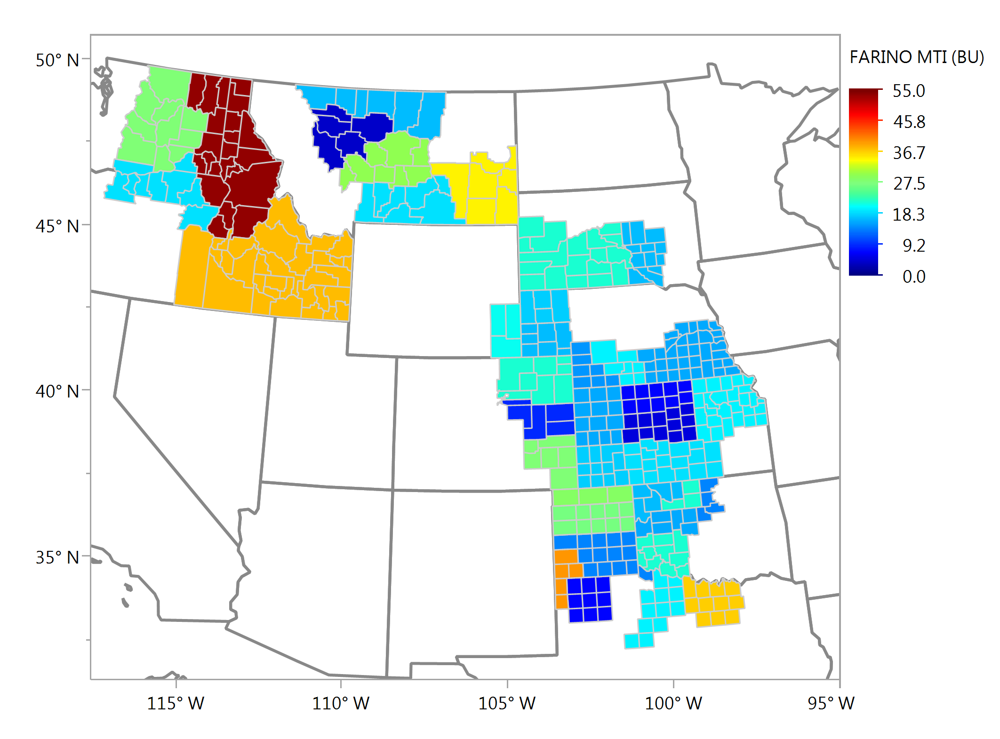 FARINO MTI (BU)
55.0
45.8
36.7
27.5
18.3
9.2
0.0
50° N
45° N
40° N
35° N
115° W
110° W
105° W
100° W
95° W